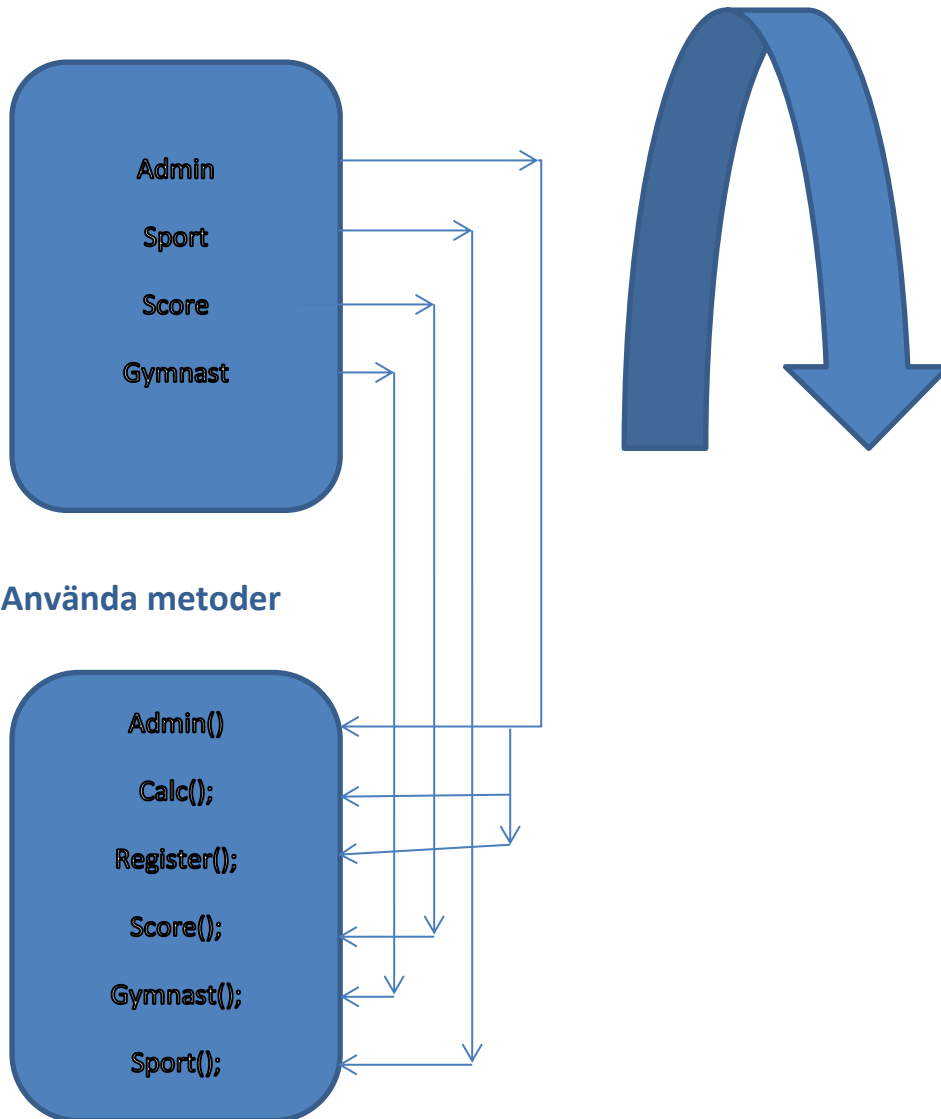 Admin
Sport
Score
Gymnast
Använda metoder
Admin()
Calc();
Register();
Score();
Gymnast();
Sport();